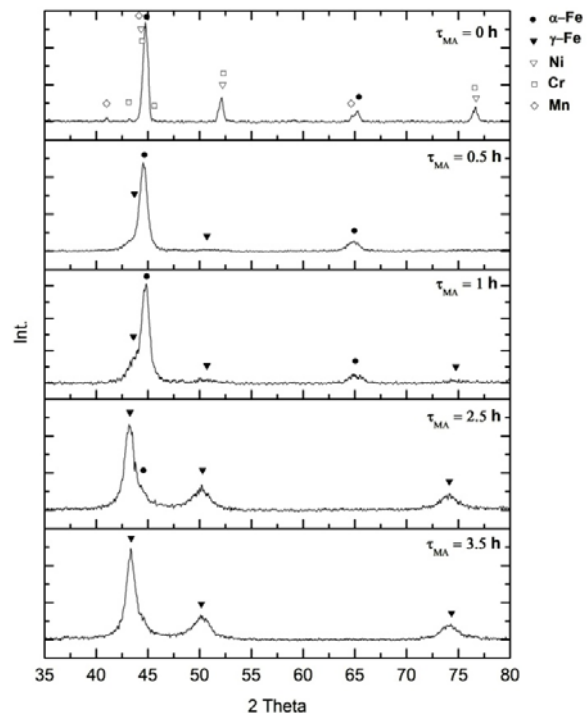 τMA = 0 h
τMA = 0.5 h
τMA = 1 h
τMA = 2.5 h
τMA = 3.5 h
α–Fe
γ–Fe
Ni
Cr
Mn
Int.
35 40 45 50 55 60 65 70 75 80
2 Theta